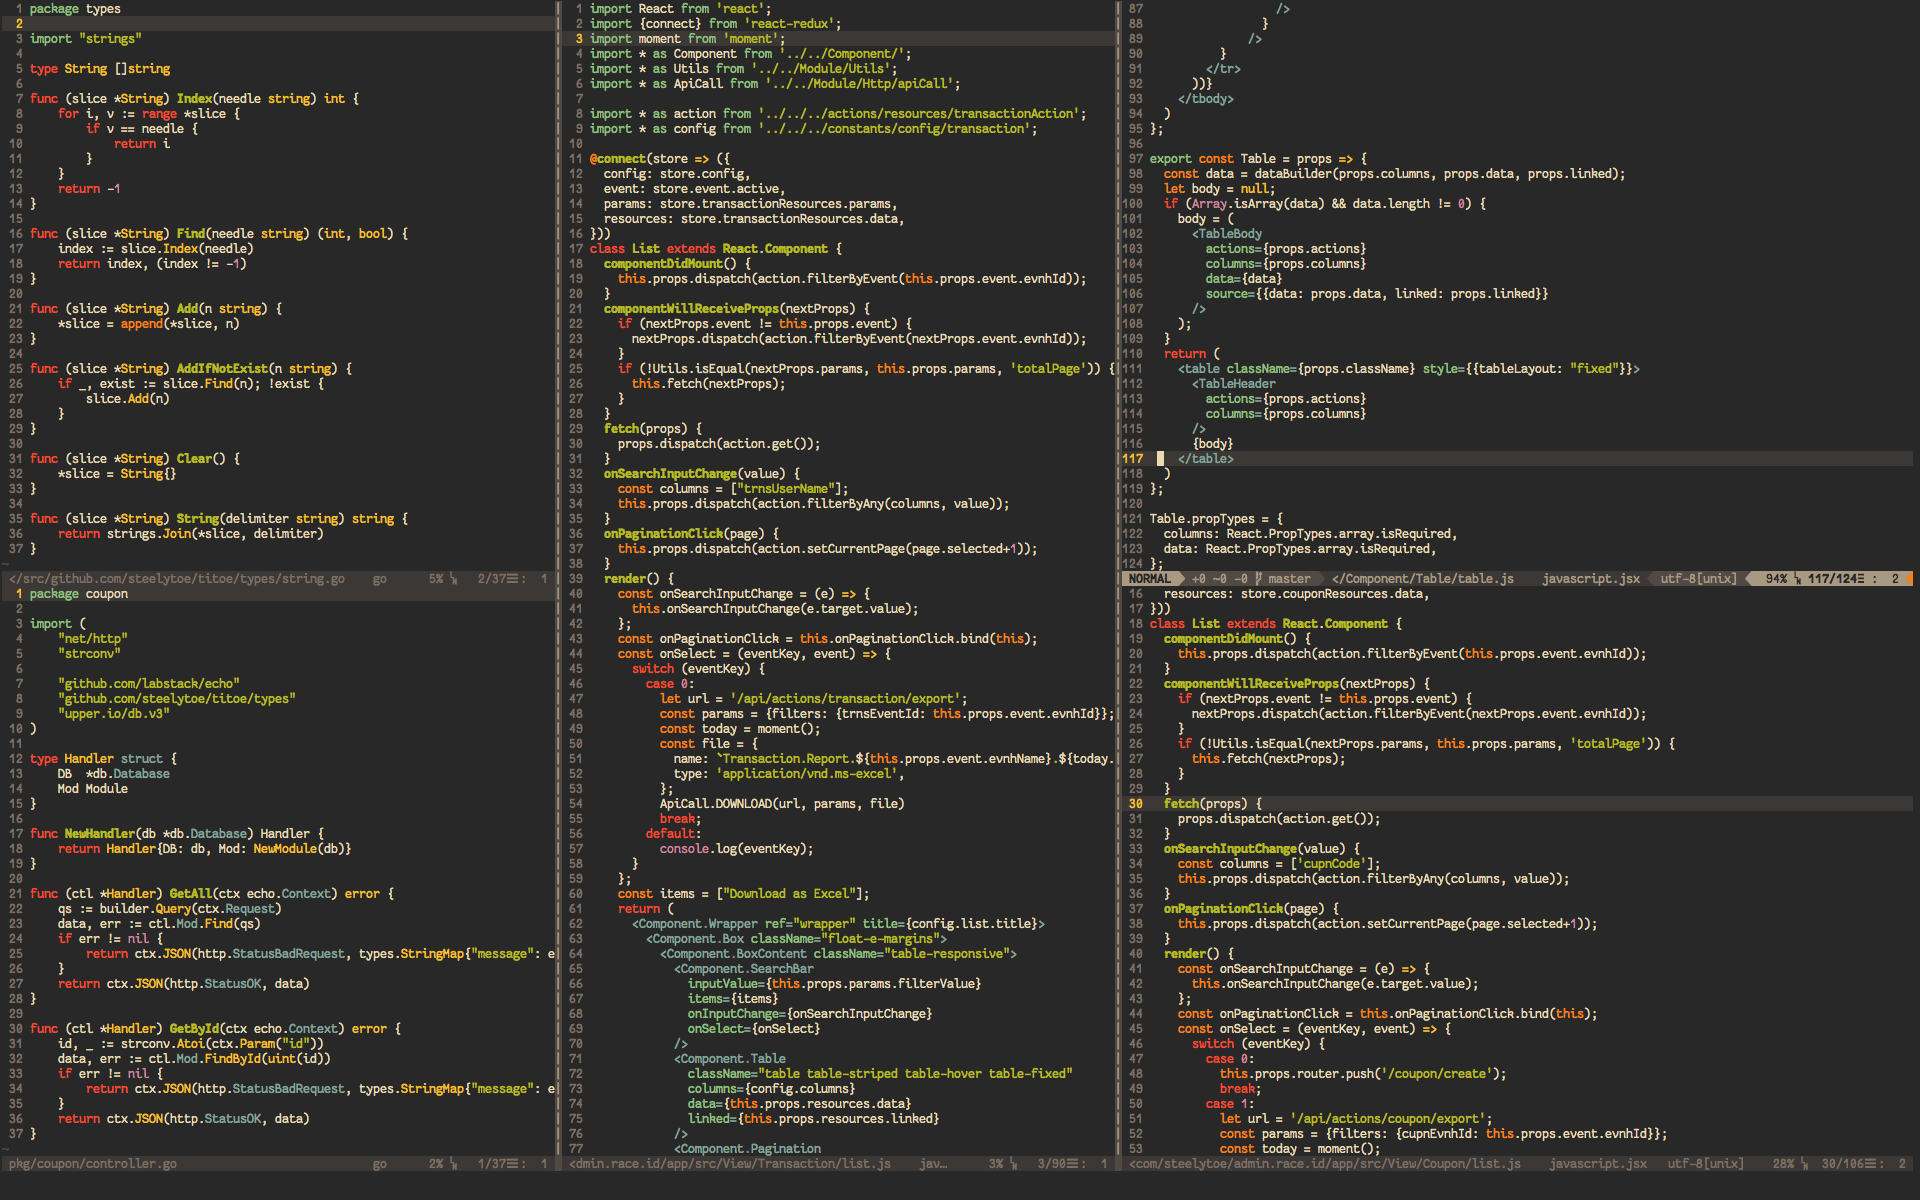 1 package types
2
3 import "strings"
4
5 type String []string
6
7 func (slice *String) Index(needle string) int {
8     for i, v := range *slice {
9         if v == needle {
10             return i
11         }
12     }
13     return -1
14 }
15
16 func (slice *String) Find(needle string) (int, bool) {
17     index := slice.Index(needle)
18     return index, (index != -1)
19 }
20
21 func (slice *String) Add(n string) {
22     *slice = append(*slice, n)
23 }
24
25 func (slice *String) AddIfNotExist(n string) {
26     if _, exist := slice.Find(n); !exist {
27         slice.Add(n)
28     }
29 }
30
31 func (slice *String) Clear() {
32     *slice = String{}
33 }
34
35 func (slice *String) String(delimiter string) string {
36     return strings.Join(*slice, delimiter)
37 }
~
</src/github.com/steelytoe/titoe/types/string.go go 5% ㏑ 2/37☰: 1
1 package coupon
2
3 import (
4     "net/http"
5     "strconv"
6
7     "github.com/labstack/echo"
8     "github.com/steelytoe/titoe/types"
9     "upper.io/db.v3"
10 )
11
12 type Handler struct {
13     DB  *db.Database
14     Mod Module
15 }
16
17 func NewHandler(db *db.Database) Handler {
18     return Handler{DB: db, Mod: NewModule(db)}
19 }
20
21 func (ctl *Handler) GetAll(ctx echo.Context) error {
22     qs := builder.Query(ctx.Request)
23     data, err := ctl.Mod.Find(qs)
24     if err != nil {
25         return ctx.JSON(http.StatusBadRequest, types.StringMap{"message": e
26     }
27     return ctx.JSON(http.StatusOK, data)
28 }
29
30 func (ctl *Handler) GetById(ctx echo.Context) error {
31     id, _ := strconv.Atoi(ctx.Param("id"))
32     data, err := ctl.Mod.FindById(uint(id))
33     if err != nil {
34         return ctx.JSON(http.StatusBadRequest, types.StringMap{"message": e
35     }
36     return ctx.JSON(http.StatusOK, data)
37 }
~
pkg/coupon/controller.go go 2% ㏑ 1/37☰: 1
1 import React from 'react';
2 import {connect} from 'react-redux';
3 import moment from 'moment';
4 import * as Component from '../../Component/';
5 import * as Utils from '../../Module/Utils';
6 import * as ApiCall from '../../Module/Http/apiCall';
7
8 import * as action from '../../../actions/resources/transactionAction';
9 import * as config from '../../../constants/config/transaction';
10
11 @connect(store => ({
12   config: store.config,
13   event: store.event.active,
14   params: store.transactionResources.params,
15   resources: store.transactionResources.data,
16 }))
17 class List extends React.Component {
18   componentDidMount() {
19     this.props.dispatch(action.filterByEvent(this.props.event.evnhId));
20   }
21   componentWillReceiveProps(nextProps) {
22     if (nextProps.event != this.props.event) {
23       nextProps.dispatch(action.filterByEvent(nextProps.event.evnhId));
24     }
25     if (!Utils.isEqual(nextProps.params, this.props.params, 'totalPage')) {
26       this.fetch(nextProps);
27     }
28   }
29   fetch(props) {
30     props.dispatch(action.get());
31   }
32   onSearchInputChange(value) {
33     const columns = ["trnsUserName"];
34     this.props.dispatch(action.filterByAny(columns, value));
35   }
36   onPaginationClick(page) {
37     this.props.dispatch(action.setCurrentPage(page.selected+1));
38   }
39   render() {
40     const onSearchInputChange = (e) => {
41       this.onSearchInputChange(e.target.value);
42     };
43     const onPaginationClick = this.onPaginationClick.bind(this);
44     const onSelect = (eventKey, event) => {
45       switch (eventKey) {
46         case 0:
47           let url = '/api/actions/transaction/export';
48           const params = {filters: {trnsEventId: this.props.event.evnhId}};
49           const today = moment();
50           const file = {
51             name: `Transaction.Report.${this.props.event.evnhName}.${today.
52             type: 'application/vnd.ms-excel',
53           };
54           ApiCall.DOWNLOAD(url, params, file)
55           break;
56         default:
57           console.log(eventKey);
58       }
59     };
60     const items = ["Download as Excel"];
61     return (
62       <Component.Wrapper ref="wrapper" title={config.list.title}>
63         <Component.Box className="float-e-margins">
64           <Component.BoxContent className="table-responsive">
65             <Component.SearchBar
66               inputValue={this.props.params.filterValue}
67               items={items}
68               onInputChange={onSearchInputChange}
69               onSelect={onSelect}
70             />
71             <Component.Table
72               className="table table-striped table-hover table-fixed"
73               columns={config.columns}
74               data={this.props.resources.data}
75               linked={this.props.resources.linked}
76             />
77             <Component.Pagination
<dmin.race.id/app/src/View/Transaction/list.js jav… 3% ㏑ 3/90☰: 1
87                   />
88                 }
89               />
90           }
91         </tr>
92       ))}
93     </tbody>
94   )
95 };
96
97 export const Table = props => {
98   const data = dataBuilder(props.columns, props.data, props.linked);
99   let body = null;
100   if (Array.isArray(data) && data.length != 0) {
101     body = (
102       <TableBody
103         actions={props.actions}
104         columns={props.columns}
105         data={data}
106         source={{data: props.data, linked: props.linked}}
107       />
108     );
109   }
110   return (
111     <table className={props.className} style={{tableLayout: "fixed"}}>
112       <TableHeader
113         actions={props.actions}
114         columns={props.columns}
115       />
116       {body}
117     </table>
118   )
119 };
120
121 Table.propTypes = {
122   columns: React.PropTypes.array.isRequired,
123   data: React.PropTypes.array.isRequired,
124 };
NORMAL +0 ~0 -0 master </Component/Table/table.js javascript.jsx utf-8[unix] 94% ㏑ 117/124☰ : 2
16   resources: store.couponResources.data,
17 }))
18 class List extends React.Component {
19   componentDidMount() {
20     this.props.dispatch(action.filterByEvent(this.props.event.evnhId));
21   }
22   componentWillReceiveProps(nextProps) {
23     if (nextProps.event != this.props.event) {
24       nextProps.dispatch(action.filterByEvent(nextProps.event.evnhId));
25     }
26     if (!Utils.isEqual(nextProps.params, this.props.params, 'totalPage')) {
27       this.fetch(nextProps);
28     }
29   }
30   fetch(props) {
31     props.dispatch(action.get());
32   }
33   onSearchInputChange(value) {
34     const columns = ['cupnCode'];
35     this.props.dispatch(action.filterByAny(columns, value));
36   }
37   onPaginationClick(page) {
38     this.props.dispatch(action.setCurrentPage(page.selected+1));
39   }
40   render() {
41     const onSearchInputChange = (e) => {
42       this.onSearchInputChange(e.target.value);
43     };
44     const onPaginationClick = this.onPaginationClick.bind(this);
45     const onSelect = (eventKey, event) => {
46       switch (eventKey) {
47         case 0:
48           this.props.router.push('/coupon/create');
49           break;
50         case 1:
51           let url = '/api/actions/coupon/export';
52           const params = {filters: {cupnEvnhId: this.props.event.evnhId}};
53           const today = moment();
<com/steelytoe/admin.race.id/app/src/View/Coupon/list.js javascript.jsx utf-8[unix] 28% ㏑ 30/106☰: 2